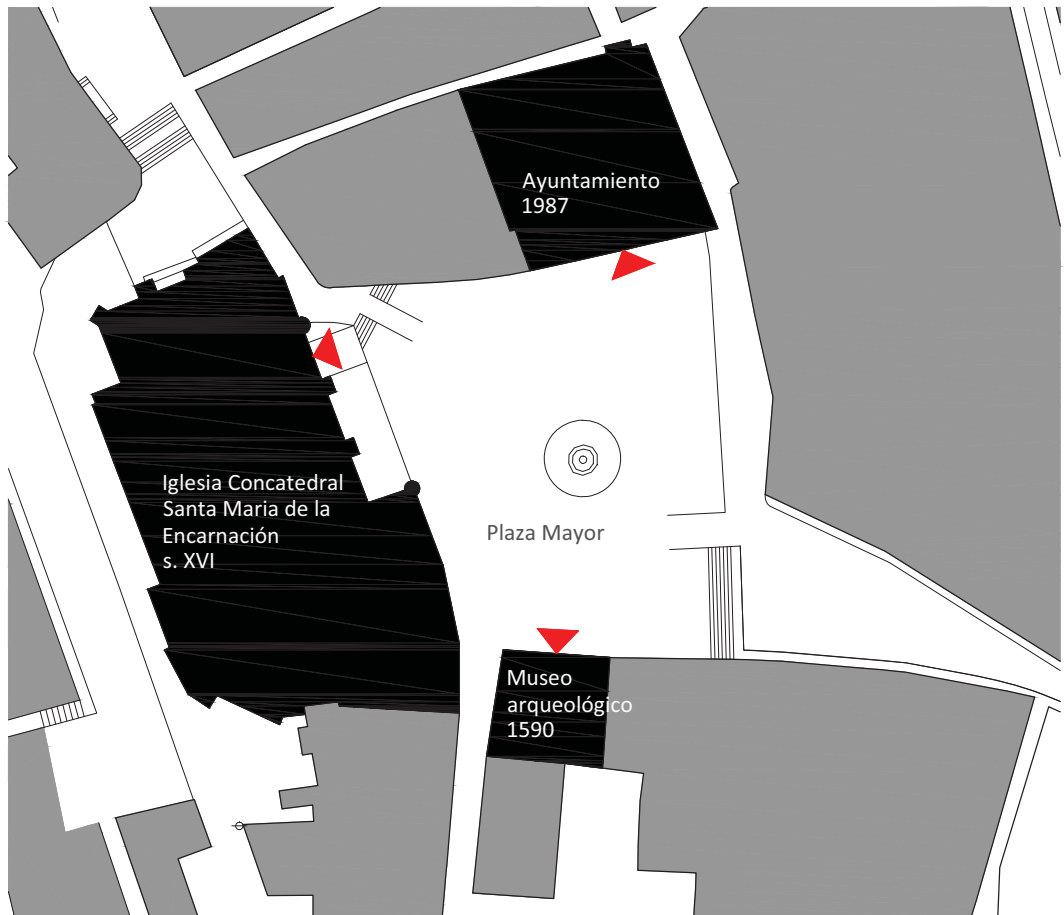 Ayuntamiento
1987
Iglesia Concatedral
Santa Maria de la
Encarnación
s. XVI
Plaza Mayor
Museo
arqueológico
1590